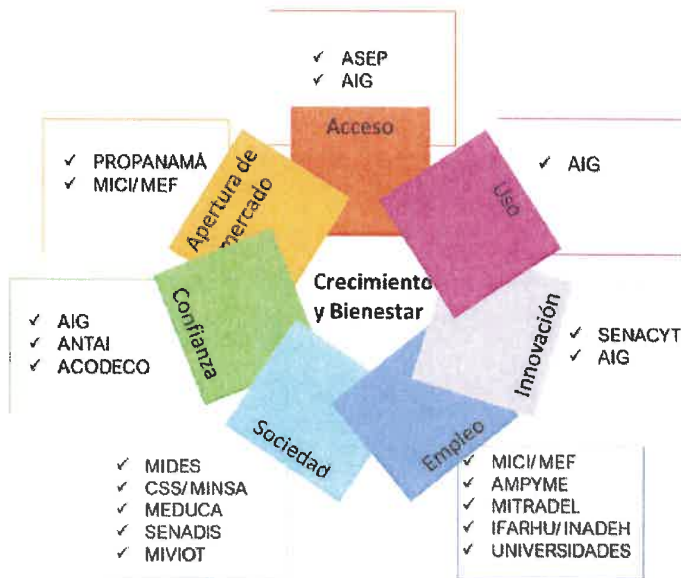 ✓ ASEP
✓ AIG
Acceso
✓ PROPANAMÁ
✓ MICI/MEF
Apertura de
mercado
Uso
✓ AIG
Crecimiento
y Bienestar
Confianza
✓ AIG
✓ ANTAI
✓ ACODECO
Innovación
✓ SENACYT
✓ AIG
Sociedad
✓ MIDES
✓ CSS/MINSA
✓ MEDUCA
✓ SENADIS
✓ MIVIOT
Empleo
✓ MICI/MEF
✓ AMPYME
✓ MITRADEL
✓ IFARHU/INADEH
✓ UNIVERSIDADES